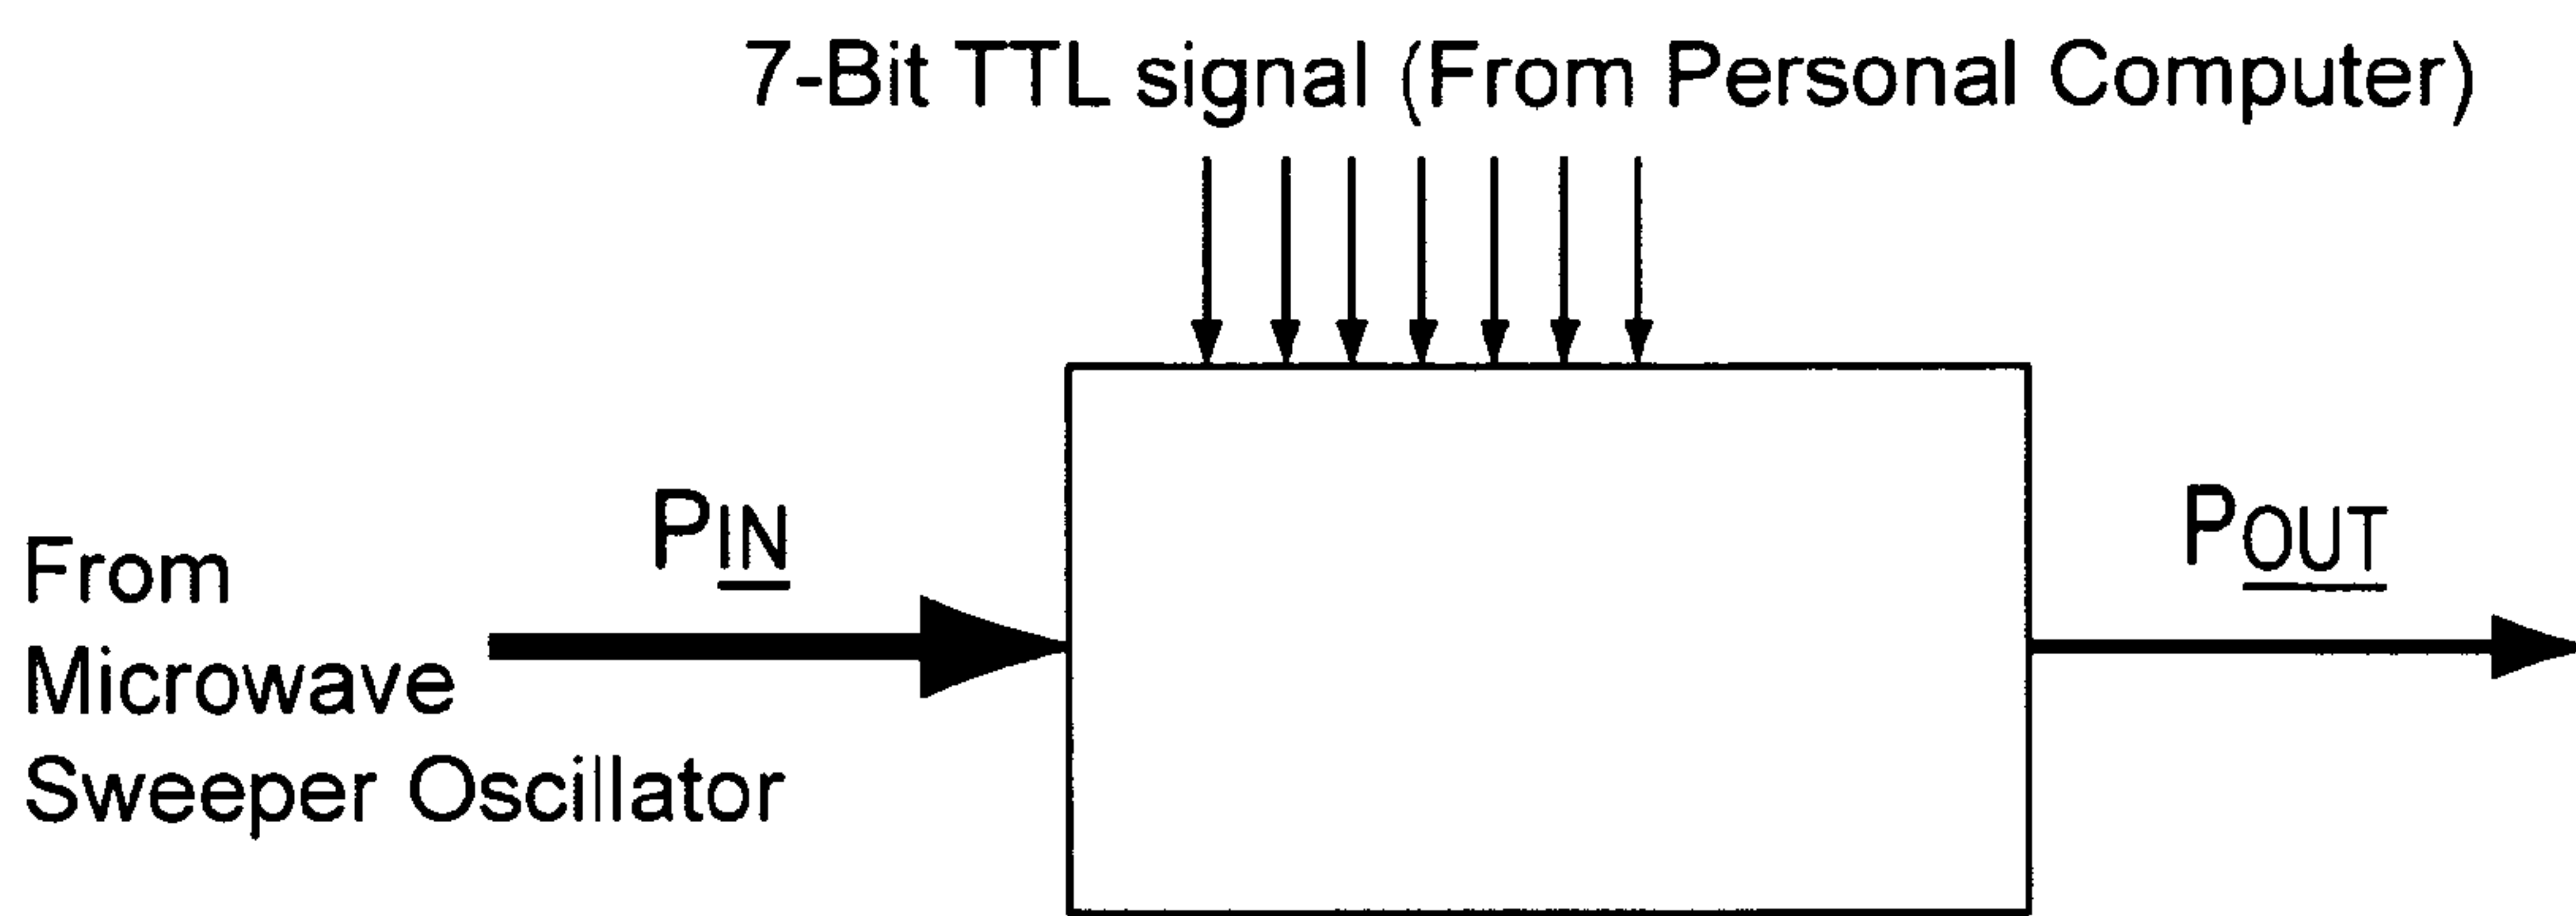 7-Bit TTL signal (From Personal Computer)
PIN
POUT
From
Microwave
Sweeper Oscillator